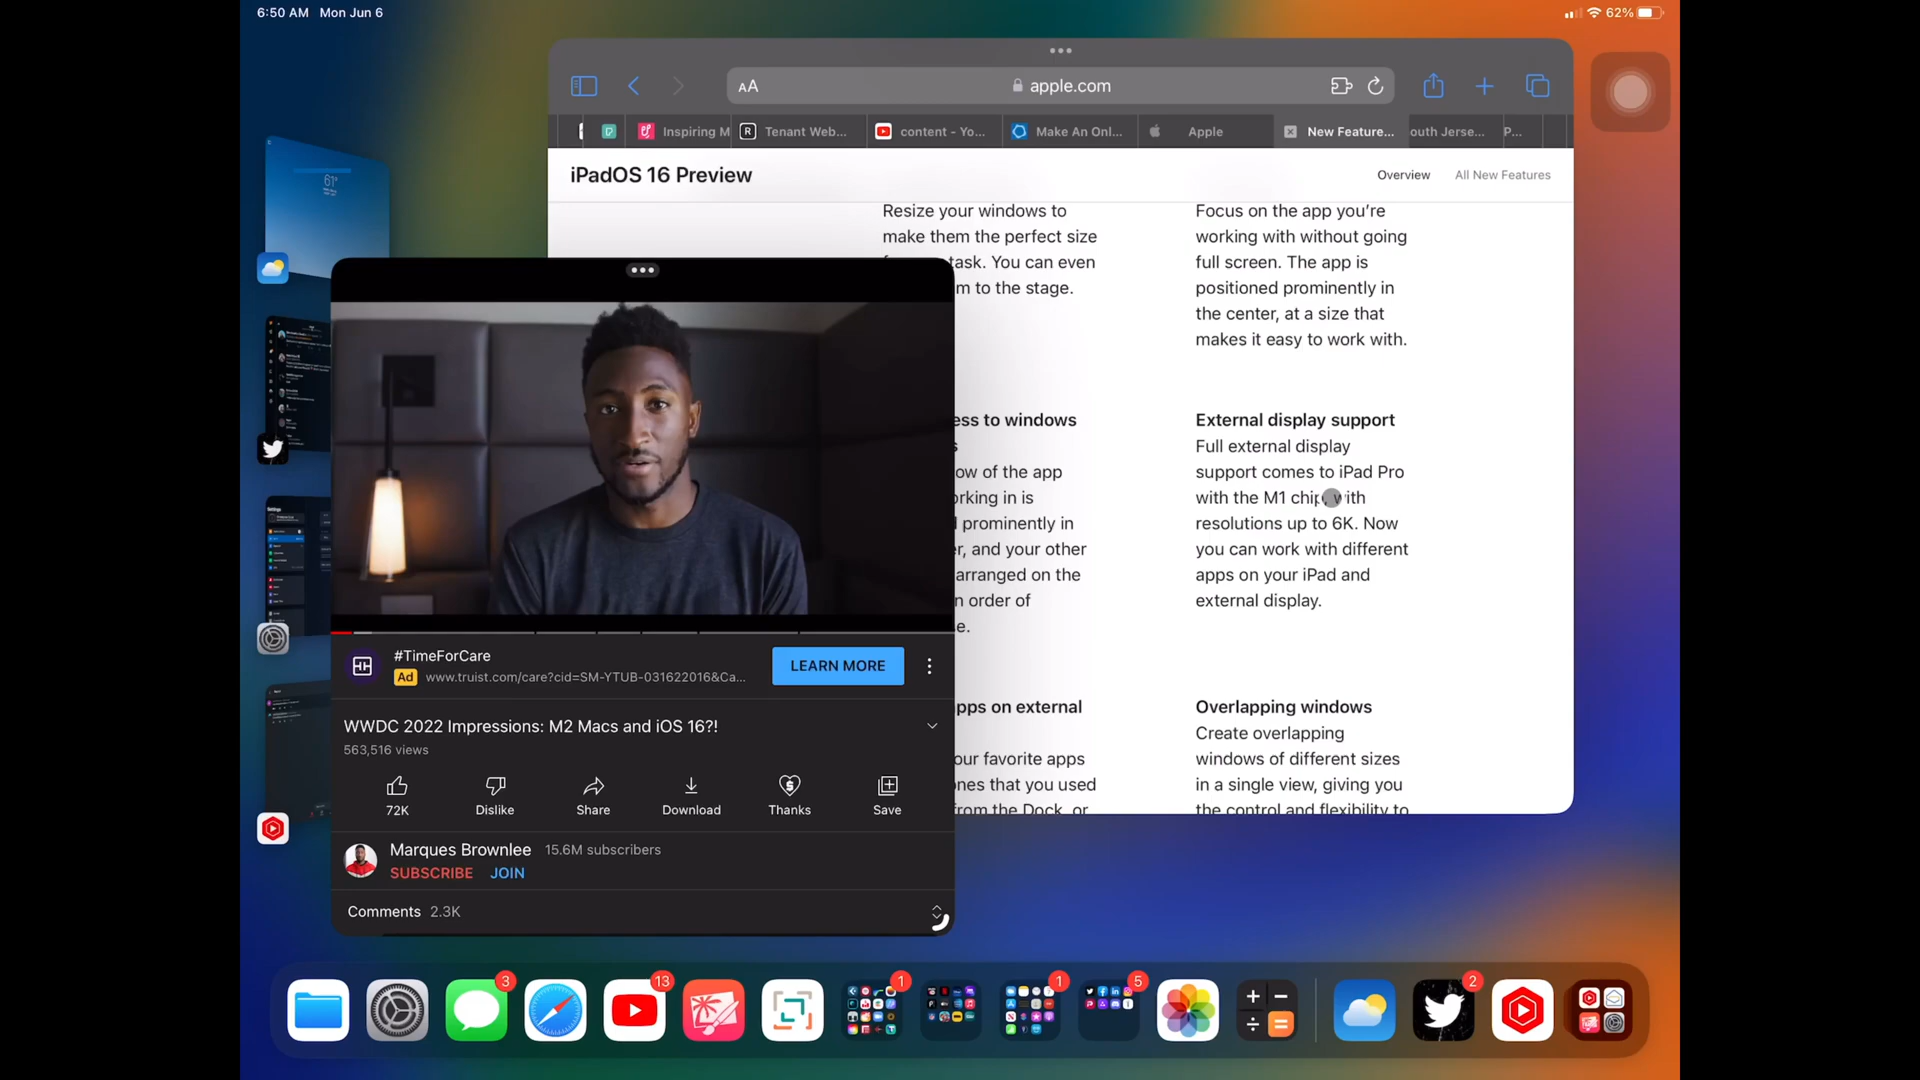 6:50 AM Mon Jun 6
62%
AA
apple.com
Inspiring M
Tenant Web...
content - Yo...
Make An Onl...
Apple
New Feature...
outh Jerse...
P...
iPadOS 16 Preview
Overview
All New Features
Resize your windows to
make them the perfect size
task. You can even
m to the stage.
Focus on the app you're
working with without going
full screen. The app is
positioned prominently in
the center, at a size that
makes it easy to work with.
ess to windows
s
ow of the app
rking in is
l prominently in
er, and your other
arranged on the
n order of
e.
External display support
Full external display
support comes to iPad Pro
with the M1 chip, with
resolutions up to 6K. Now
you can work with different
apps on your iPad and
external display.
pps on external
our favorite apps
nes that you used
from the Dock, or
Overlapping windows
Create overlapping
windows of different sizes
in a single view, giving you
the control and flexibility to
61°
Settings
#TimeForCare
Ad www.truist.com/care?cid=SM-YTUB-031622016&Ca...
LEARN MORE
WWDC 2022 Impressions: M2 Macs and iOS 16?!
563,516 views
72K
Dislike
Share
Download
Thanks
Save
Marques Brownlee 15.6M subscribers
SUBSCRIBE JOIN
Comments 2.3K
3
13
1
1
5
2